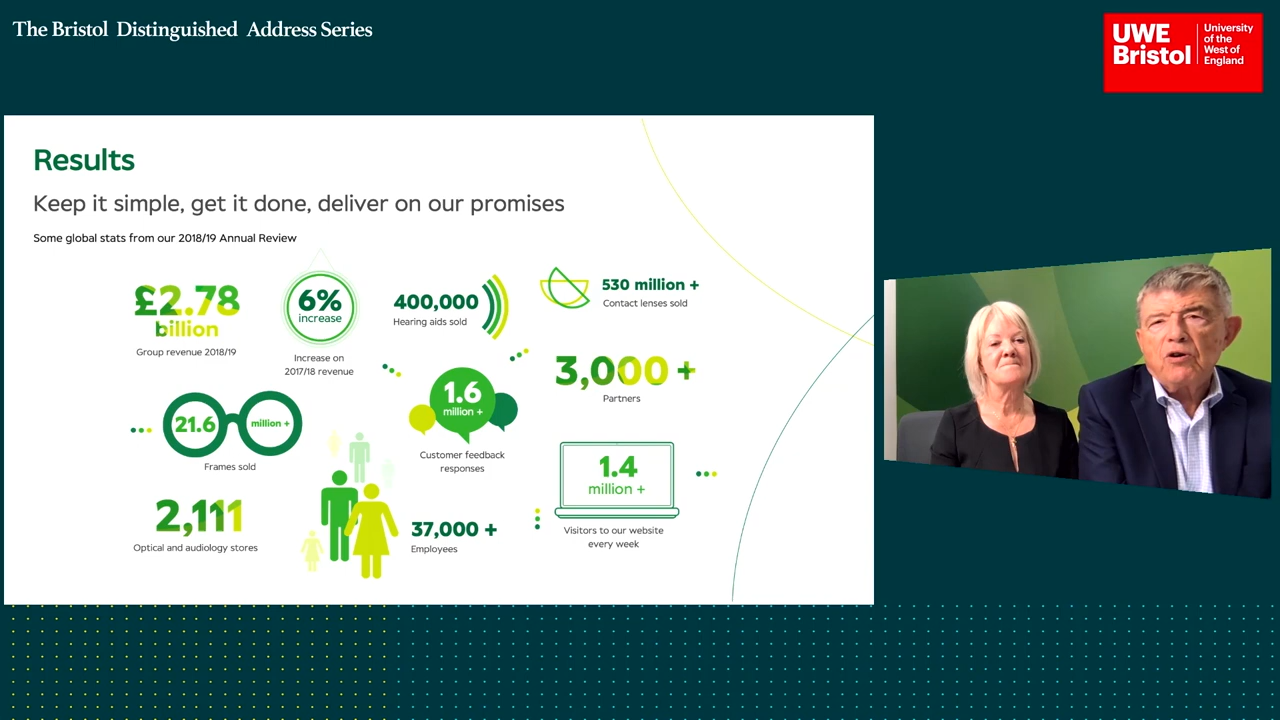 The Bristol Distinguished Address Series
UWE
Bristol
University
of the
West of
England
Results
Keep it simple, get it done, deliver on our promises
Some global stats from our 2018/19 Annual Review
£2.78
billion
Group revenue 2018/19
6%
increase
Increase on
2017/18 revenue
400,000
Hearing aids sold
530 million +
Contact lenses sold
21.6
million +
Frames sold
1.6
million +
Customer feedback
responses
3,000 +
Partners
2,111
Optical and audiology stores
37,000 +
Employees
1.4
million +
Visitors to our website
every week